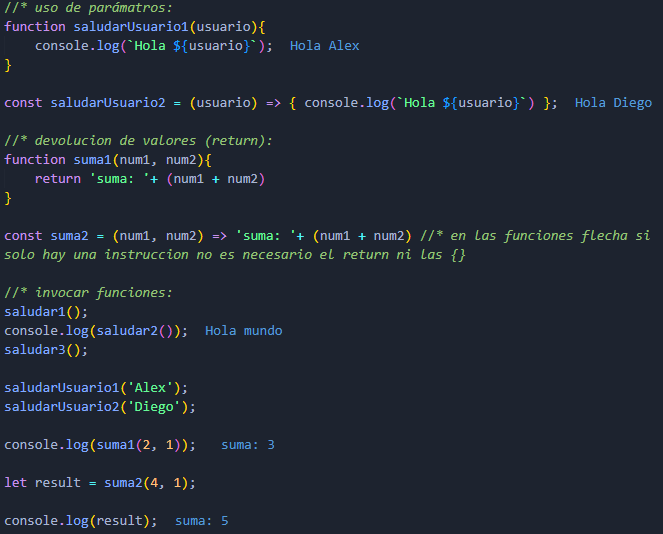 //* uso de parámatros:
function saludarUsuario1(usuario){
    console.log(`Hola ${usuario}`);  Hola Alex
}
const saludarUsuario2 = (usuario) => { console.log(`Hola ${usuario}`) };  Hola Diego
//* devolucion de valores (return):
function suma1(num1, num2){
    return 'suma: '+ (num1 + num2)
}
const suma2 = (num1, num2) => 'suma: '+ (num1 + num2) //* en las funciones flecha si
solo hay una instruccion no es necesario el return ni las {}
//* invocar funciones:
saludar1();
console.log(saludar2());  Hola mundo
saludar3();
saludarUsuario1('Alex');
saludarUsuario2('Diego');
console.log(suma1(2, 1));   suma: 3
let result = suma2(4, 1);
console.log(result);  suma: 5